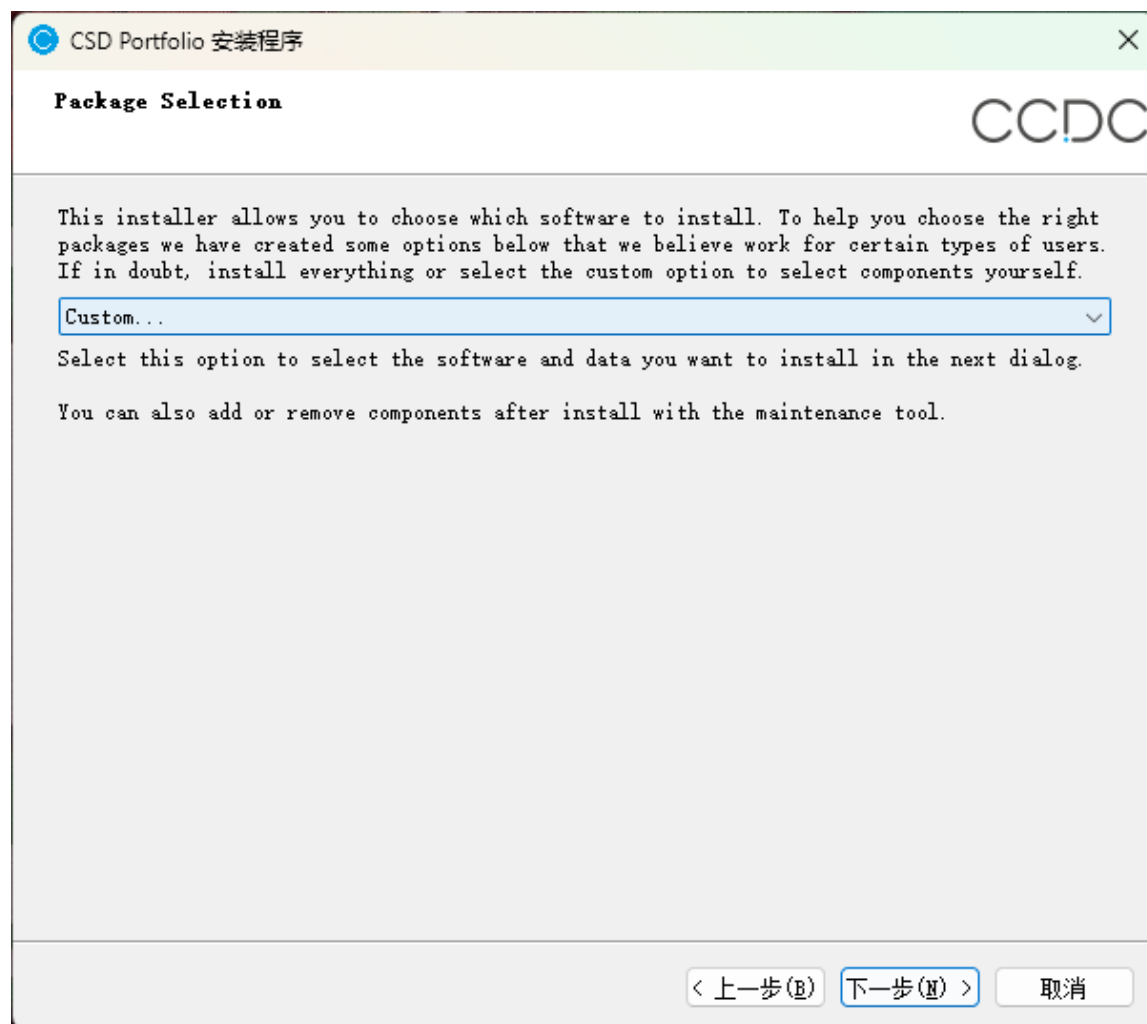 CSD Portfolio 安装程序
Package Selection
CCDC
This installer allows you to choose which software to install. To help you choose the right
packages we have created some options below that we believe work for certain types of users.
If in doubt, install everything or select the custom option to select components yourself.
Custom...
Select this option to select the software and data you want to install in the next dialog.
You can also add or remove components after install with the maintenance tool.
< 上一步(B) 下一步(N) > 取消